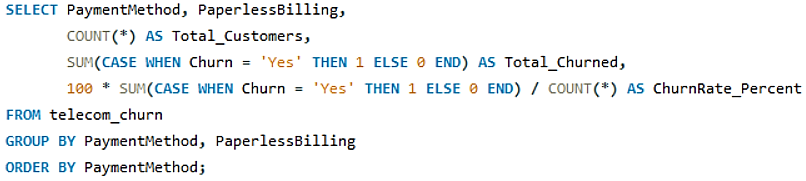 SELECT PaymentMethod, PaperlessBilling,
COUNT(*) AS Total_Customers,
SUM(CASE WHEN Churn = 'Yes' THEN 1 ELSE 0 END) AS Total_Churned,
100 * SUM(CASE WHEN Churn = 'Yes' THEN 1 ELSE 0 END) / COUNT(*) AS ChurnRate_Percent
FROM telecom_churn
GROUP BY PaymentMethod, PaperlessBilling
ORDER BY PaymentMethod;